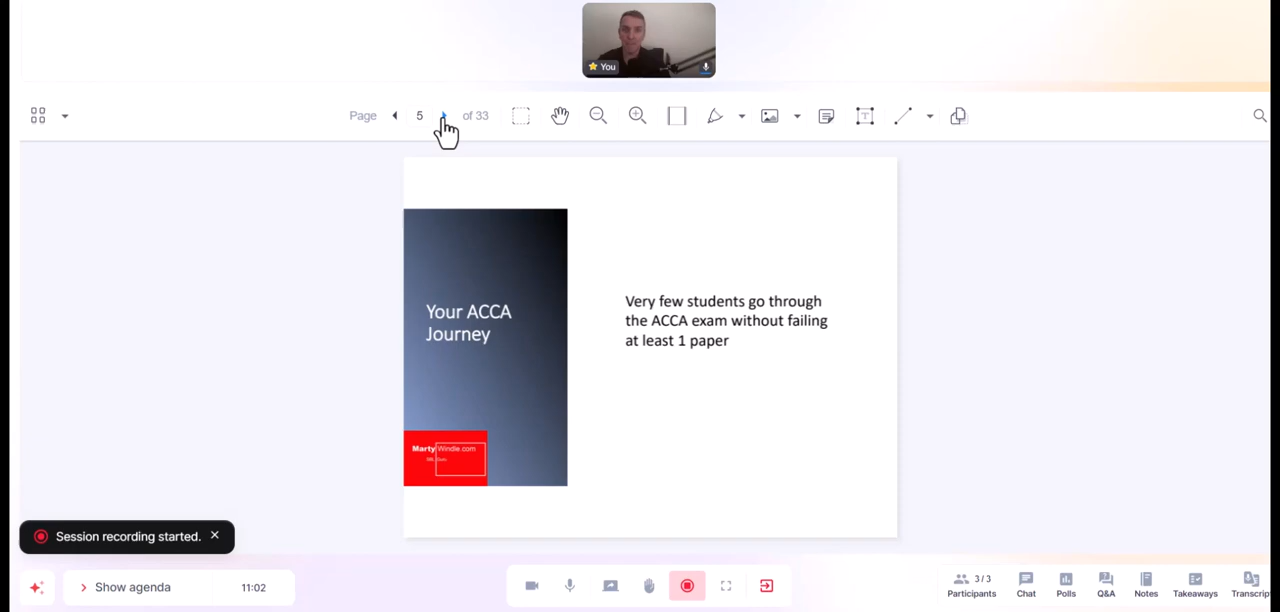 You
Page 5 of 33
Your ACCA
Journey
Very few students go through
the ACCA exam without failing
at least 1 paper
MartyWindle.com
Session recording started.
Show agenda 11:02
3 / 3
Participants Chat Polls Q&A Notes Takeaways Transcrip